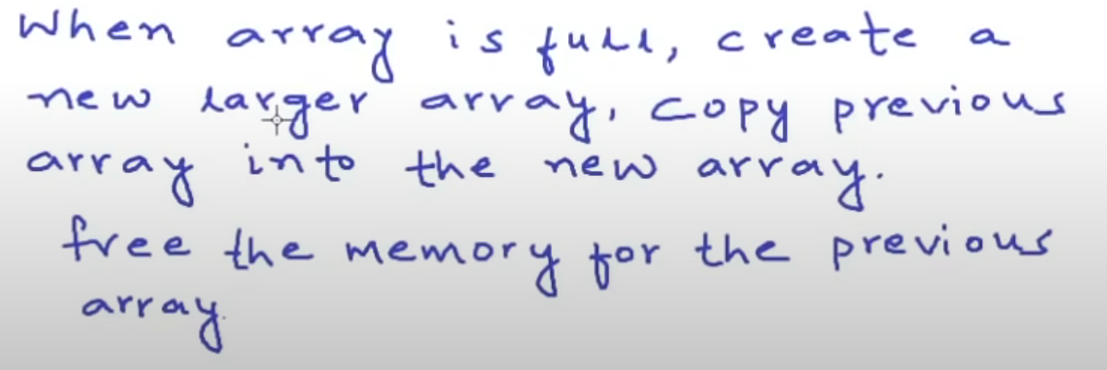 When array is full, create a
new larger array, copy previous
array into the new array.
free the memory for the previous
array.